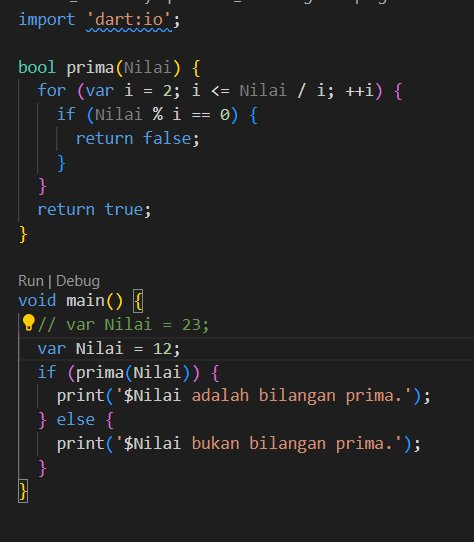 import 'dart:io';
bool prima(Nilai) {
for (var i = 2; i <= Nilai / i; ++i) {
if (Nilai % i == 0) {
return false;
}
}
return true;
}
Run | Debug
void main() {
// var Nilai = 23;
var Nilai = 12;
if (prima(Nilai)) {
print('$Nilai adalah bilangan prima.');
} else {
print('$Nilai bukan bilangan prima.');
}
}